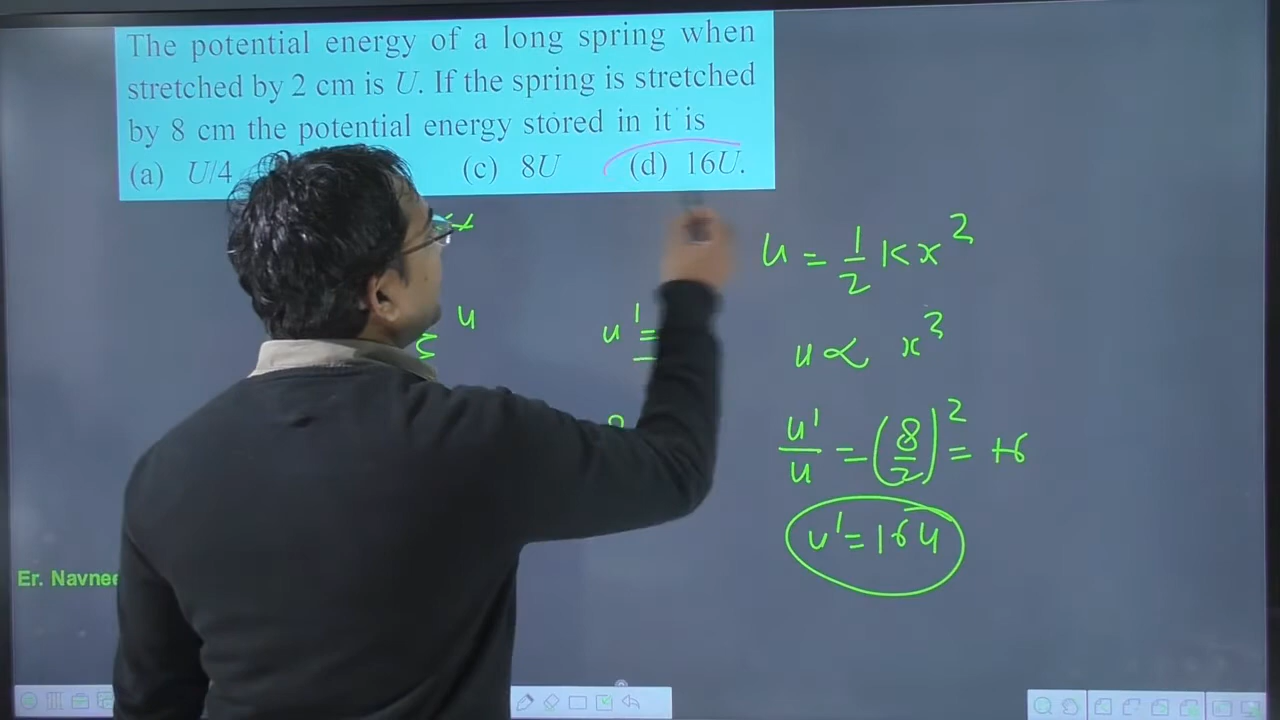 The potential energy of a long spring when
stretched by 2 cm is U. If the spring is stretched
by 8 cm the potential energy stored in it is
(a) U/4 (c) 8U (d) 16U.
u = 1/2 kx²
u ∝ x²
u
u' =
u'/u = (8/2)² = 16
u' = 16u
Er. Navnee